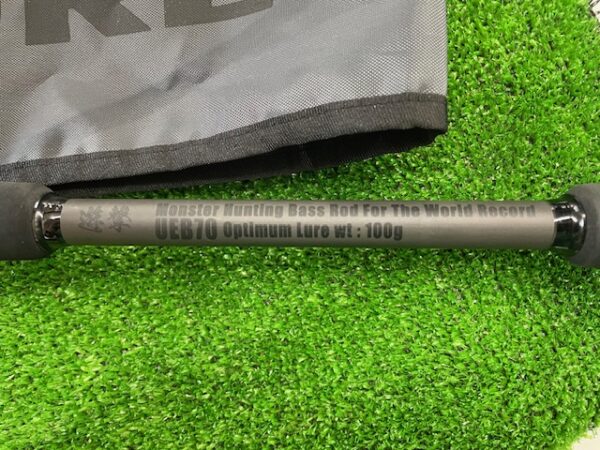 Monster Hunting Bass Rod For The World Record
UEB70 Optimum Lure wt : 100g